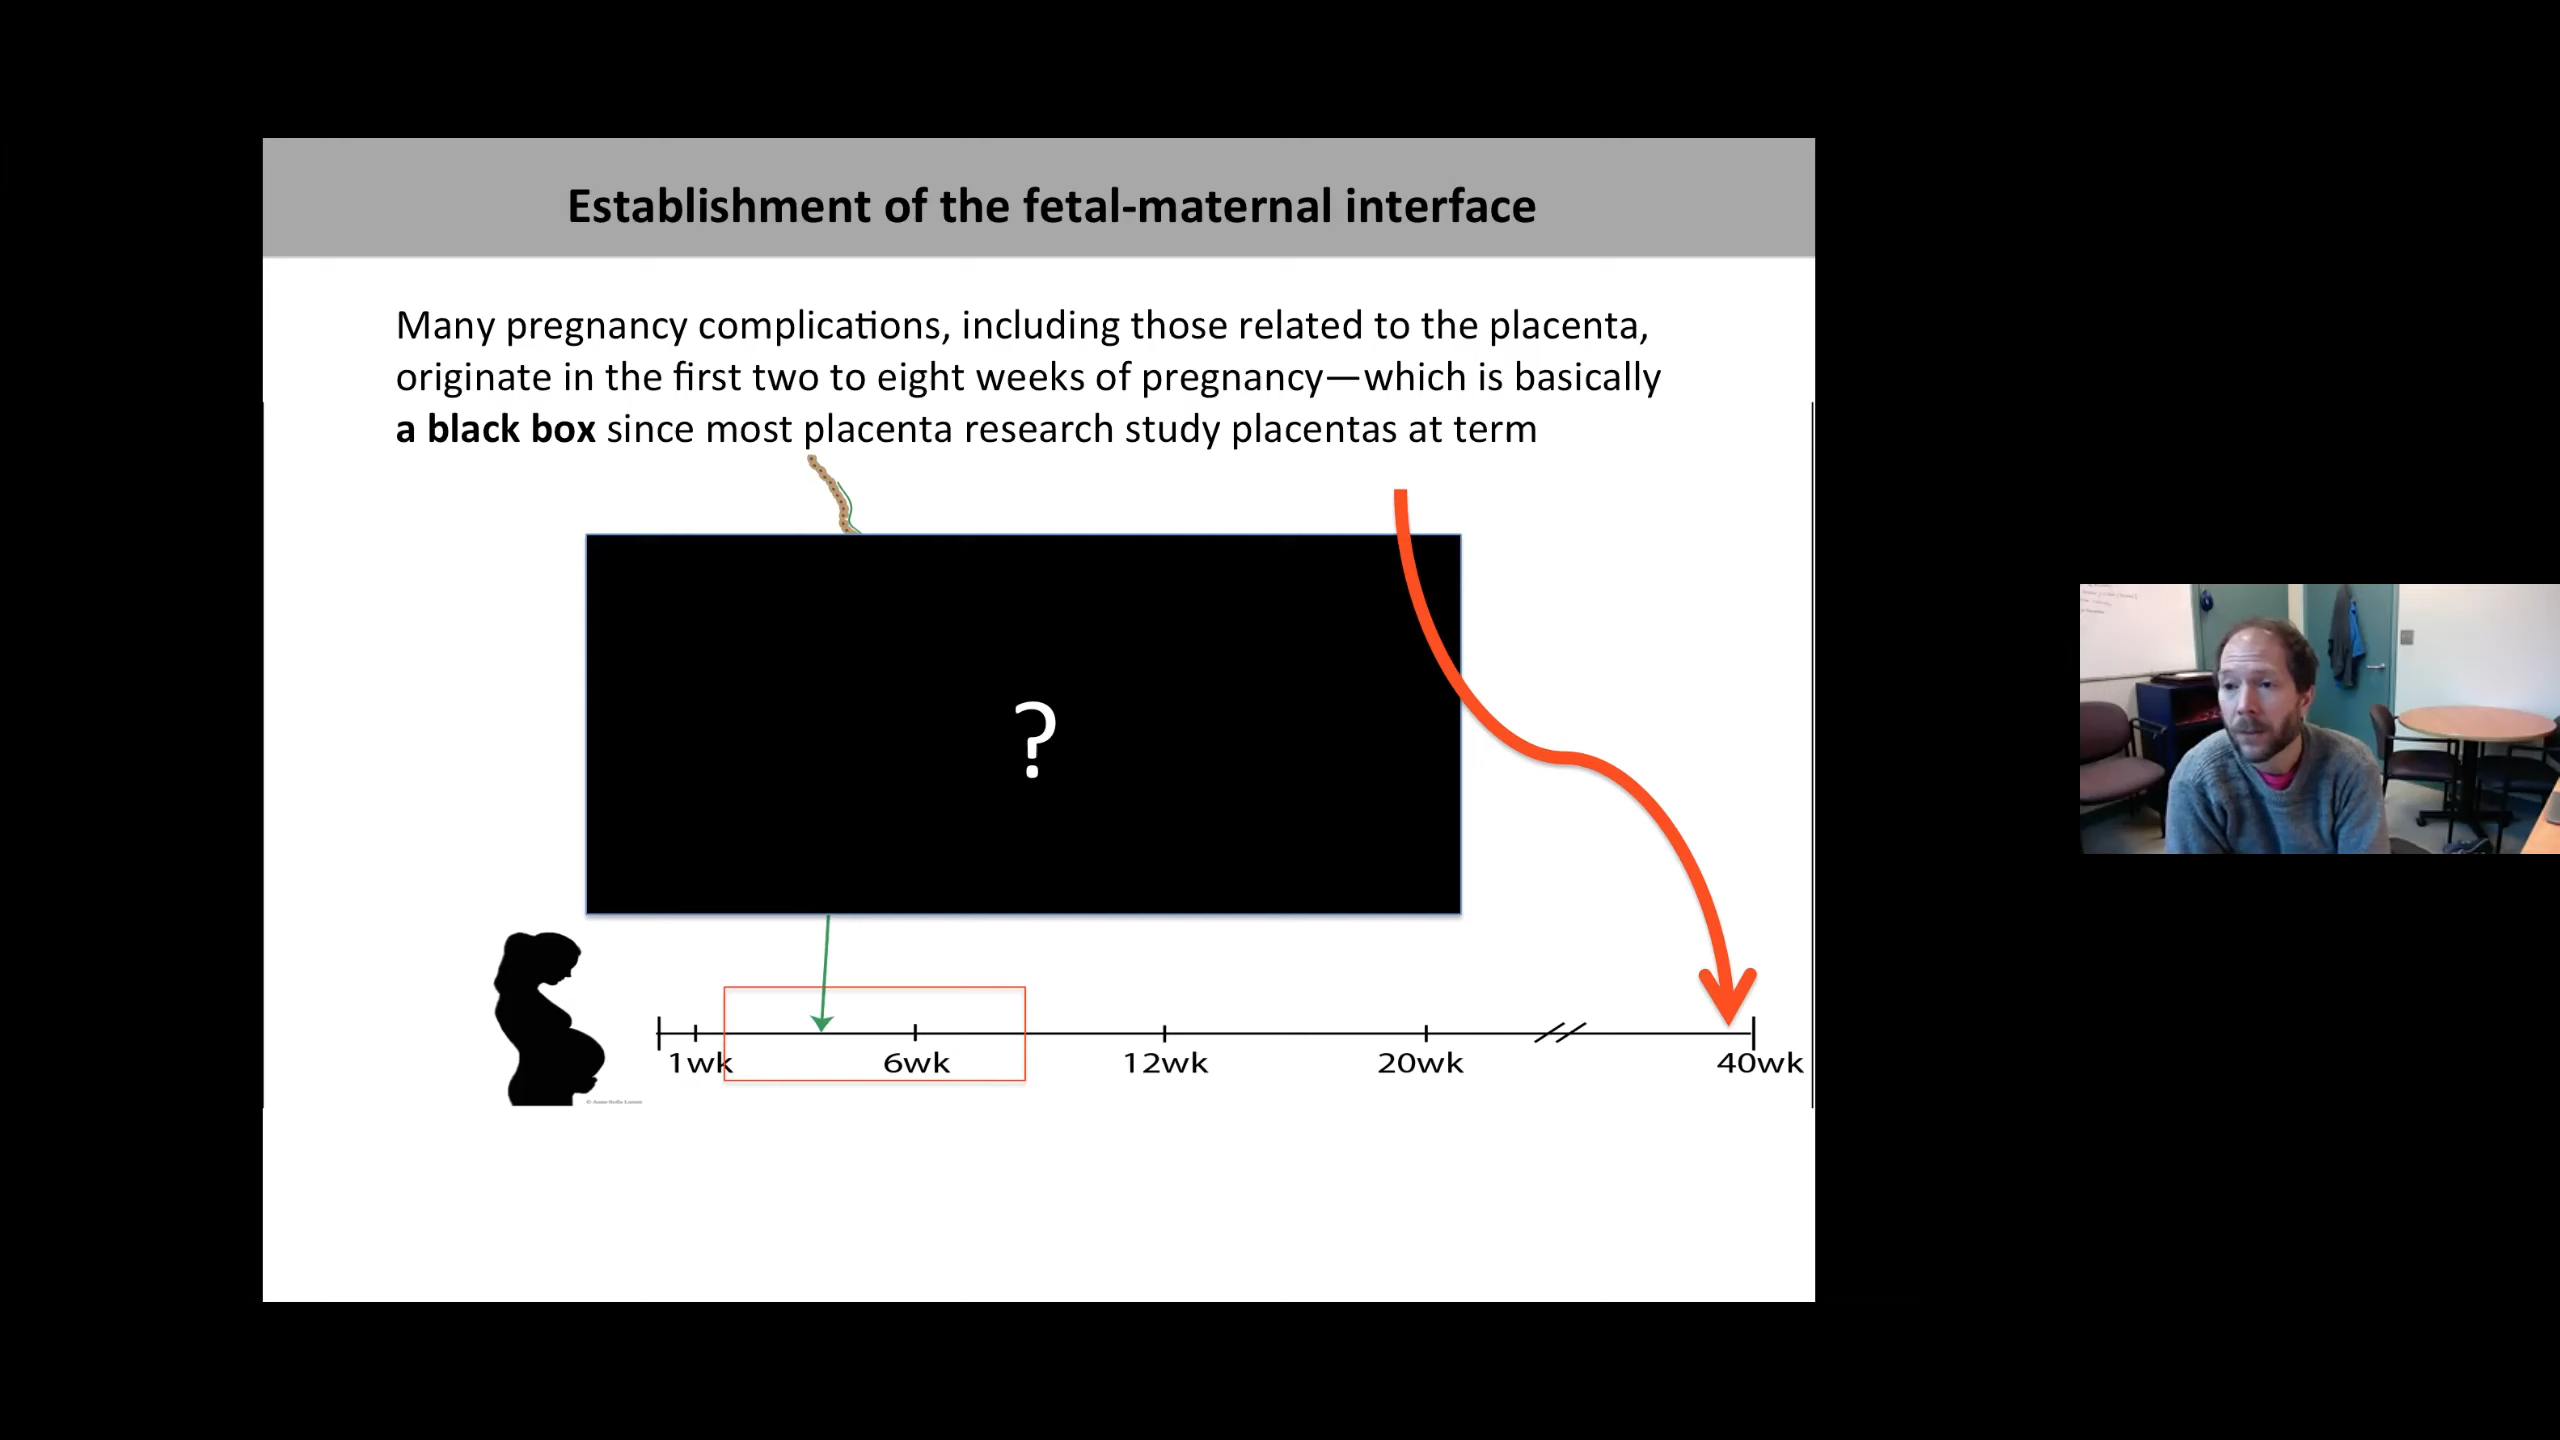 Establishment of the fetal-maternal interface
Many pregnancy complications, including those related to the placenta,
originate in the first two to eight weeks of pregnancy—which is basically
a black box since most placenta research study placentas at term
?
1wk 6wk 12wk 20wk 40wk